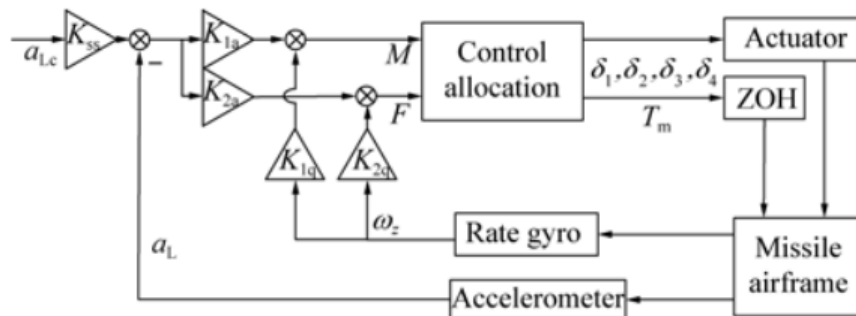 a_Lc
K_ss
−
K_1a
K_2a
M
F
Control
allocation
δ_1, δ_2, δ_3, δ_4
T_m
Actuator
ZOH
K_1q
K_2q
ω_z
a_L
Rate gyro
Accelerometer
Missile
airframe